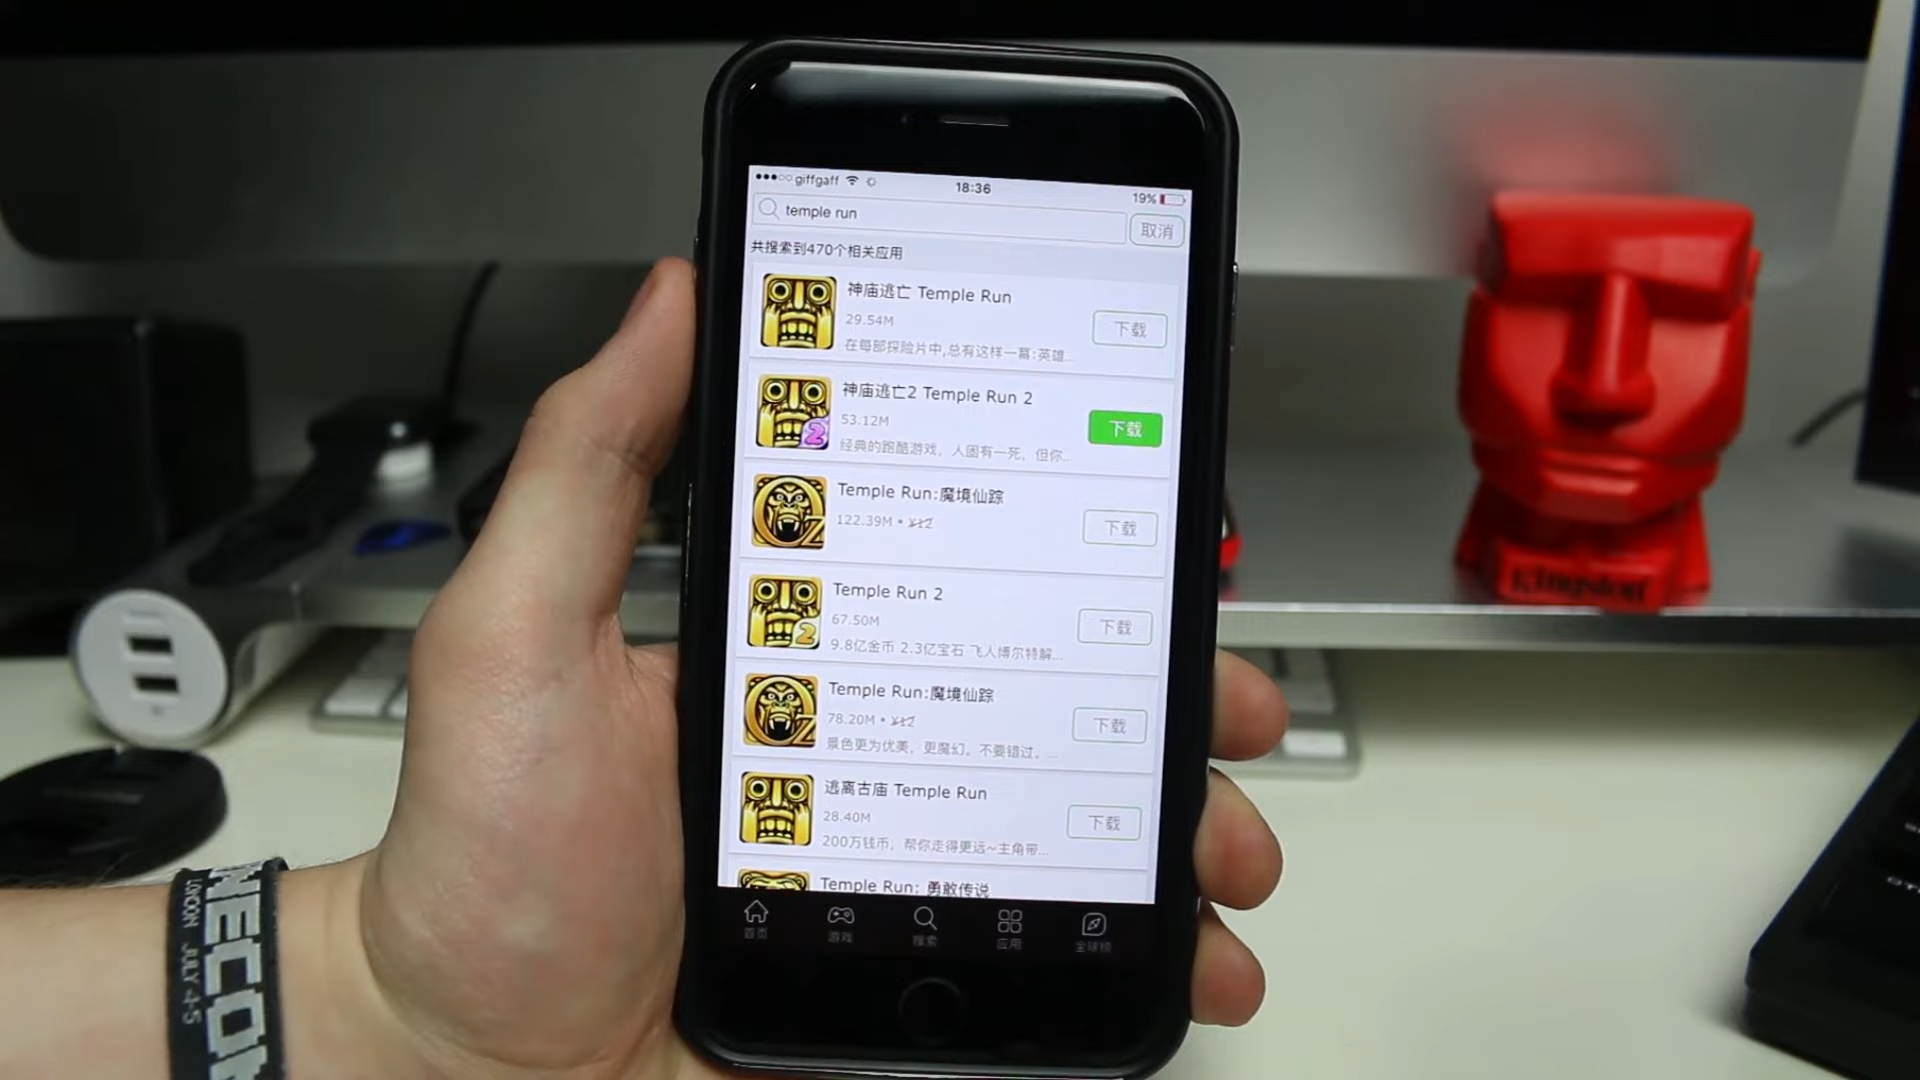 giffgaff
18:36
19%
temple run
取消
共搜索到470个相关应用
神庙逃亡 Temple Run
29.54M
下载
在每部探险片中,总有这样一幕:英雄...
神庙逃亡2 Temple Run 2
53.12M
下载
经典的跑酷游戏，人固有一死，但你...
Temple Run:魔境仙踪
122.39M • ¥12
下载
Temple Run 2
67.50M
下载
9.8亿金币 2.3亿宝石 飞人博尔特解...
Temple Run:魔境仙踪
78.20M • ¥12
下载
景色更为优美，更魔幻。不要错过。...
逃离古庙 Temple Run
28.40M
下载
200万钱币，帮你走得更远~主角带...
Temple Run: 勇敢传说
首页
游戏
搜索
应用
全球榜
Kingston
NECON
LONDON JULY 4-5